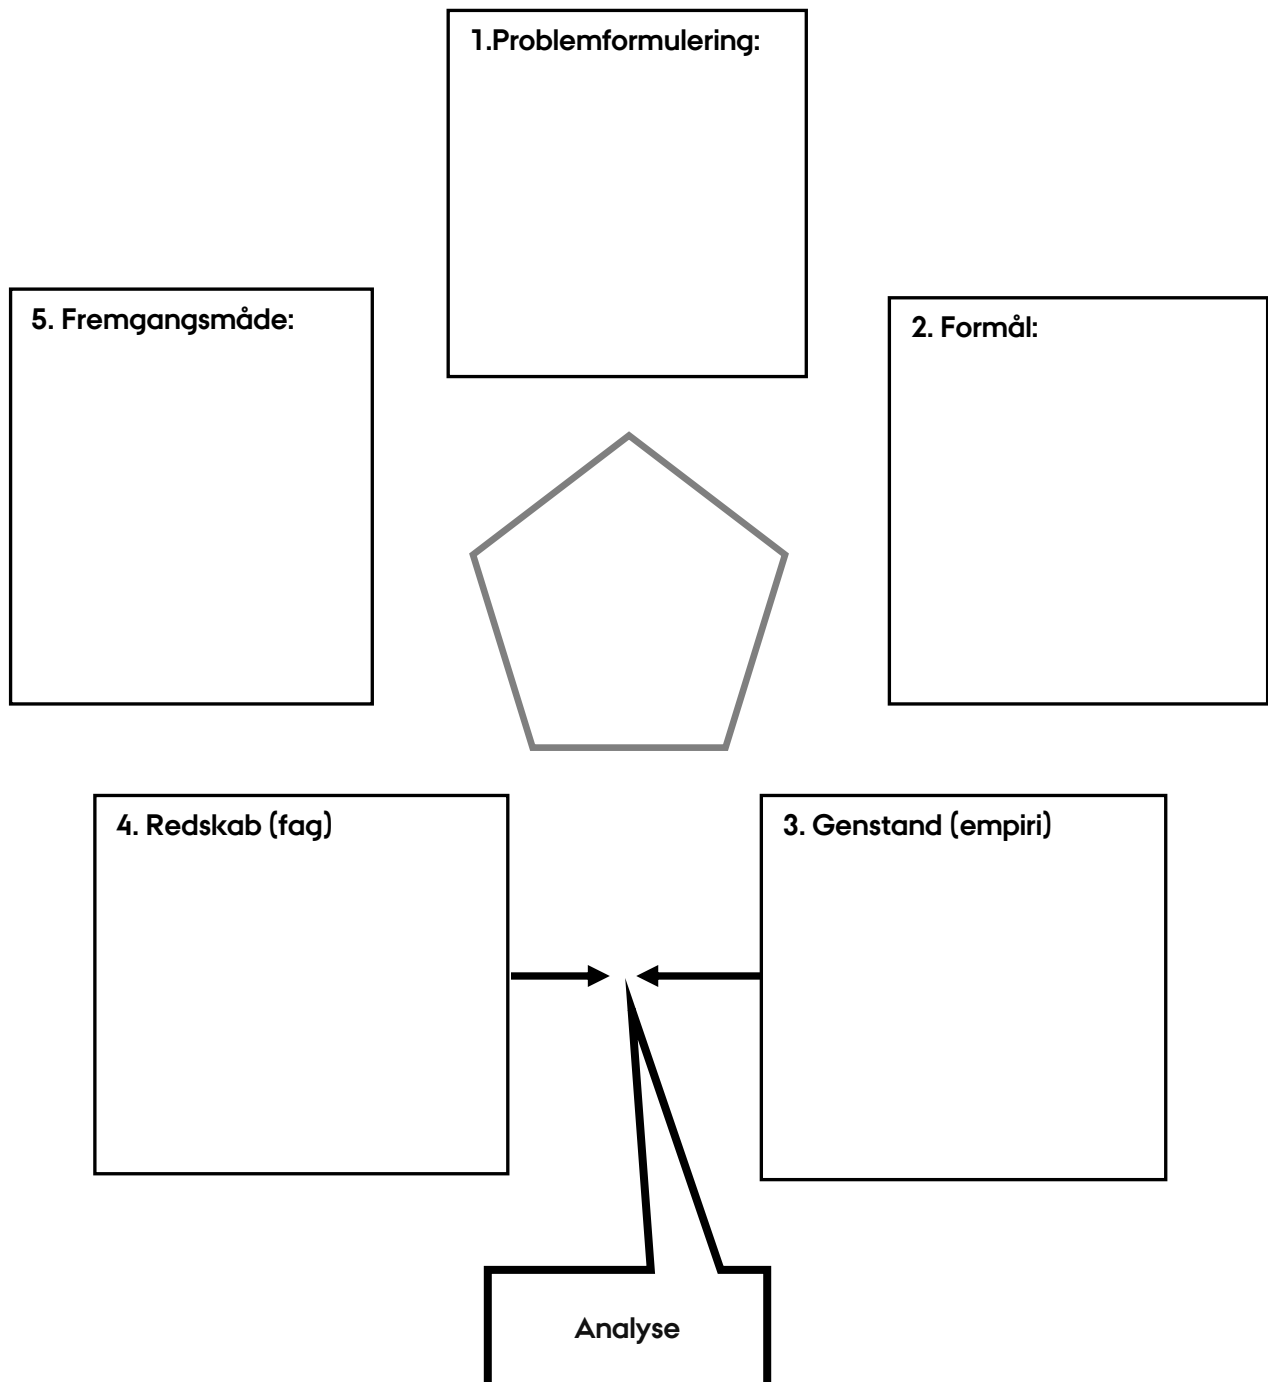 1.Problemformulering:
5. Fremgangsmåde:
2. Formål:
4. Redskab (fag)
3. Genstand (empiri)
Analyse